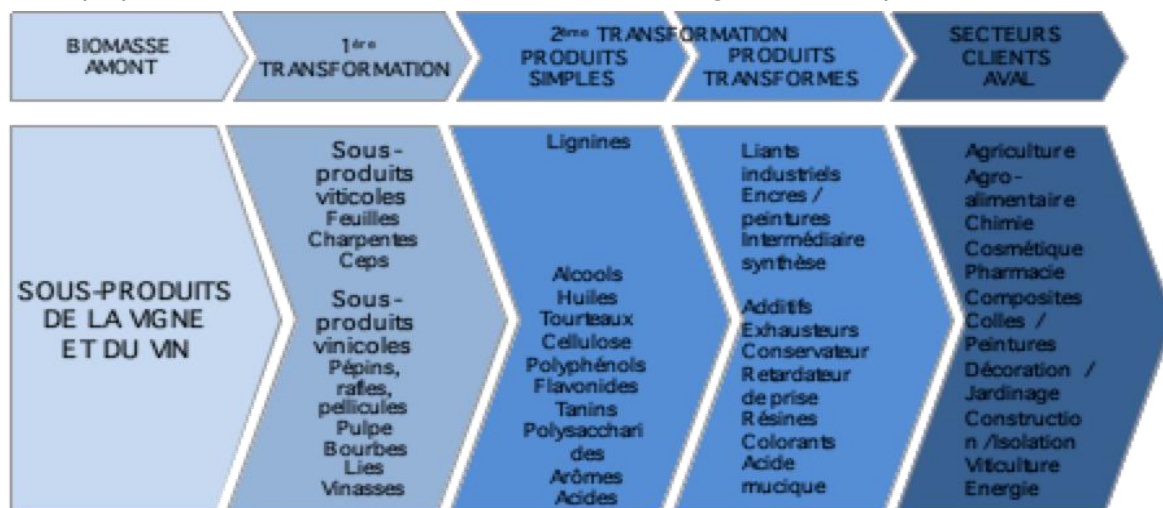 BIOMASSE
AMONT
1ère
TRANSFORMATION
2ème TRANSFORMATION
PRODUITS
SIMPLES
PRODUITS
TRANSFORMES
SECTEURS
CLIENTS
AVAL
SOUS-PRODUITS
DE LA VIGNE
ET DU VIN
Sous-
produits
viticoles
Feuilles
Charpentes
Ceps
Sous-
produits
vinicoles
Pépins,
rafles,
pellicules
Pulpe
Bourbes
Lies
Vinasses
Lignines
Alcools
Huiles
Tourteaux
Cellulose
Polyphénols
Flavonides
Tanins
Polysacchari
des
Arômes
Acides
Liants
industriels
Encres /
peintures
Intermédiaire
synthèse
Additifs
Exhausteurs
Conservateur
Retardateur
de prise
Résines
Colorants
Acide
mucique
Agriculture
Agro-
alimentaire
Chimie
Cosmétique
Pharmacie
Composites
Colles /
Peintures
Décoration /
Jardinage
Constructio
n /Isolation
Viticulture
Energie